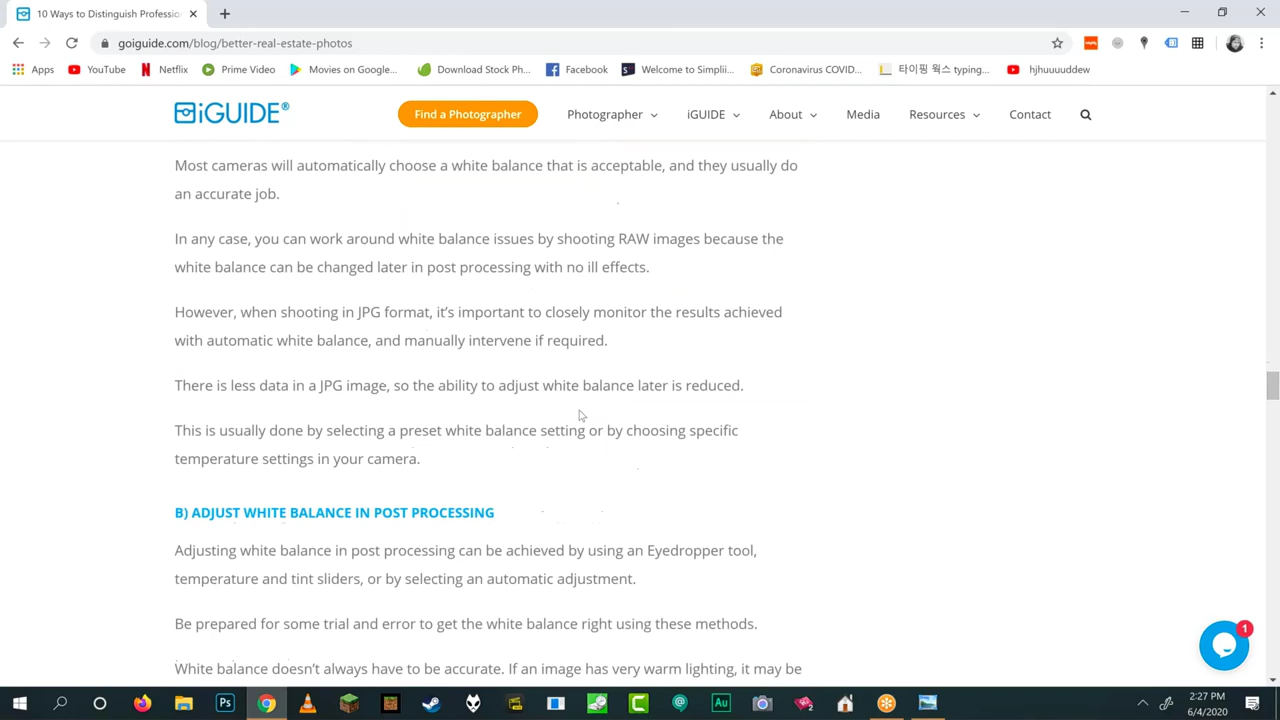 10 Ways to Distinguish Professio
goiguide.com/blog/better-real-estate-photos
Apps YouTube Netflix Prime Video Movies on Google... Download Stock Ph... Facebook Welcome to Simplii... Coronavirus COVID... 타이핑 웍스 typing... hjhuuuuddew
iGUIDE® Find a Photographer Photographer iGUIDE About Media Resources Contact
Most cameras will automatically choose a white balance that is acceptable, and they usually do
an accurate job.
In any case, you can work around white balance issues by shooting RAW images because the
white balance can be changed later in post processing with no ill effects.
However, when shooting in JPG format, it's important to closely monitor the results achieved
with automatic white balance, and manually intervene if required.
There is less data in a JPG image, so the ability to adjust white balance later is reduced.
This is usually done by selecting a preset white balance setting or by choosing specific
temperature settings in your camera.
B) ADJUST WHITE BALANCE IN POST PROCESSING
Adjusting white balance in post processing can be achieved by using an Eyedropper tool,
temperature and tint sliders, or by selecting an automatic adjustment.
Be prepared for some trial and error to get the white balance right using these methods.
White balance doesn't always have to be accurate. If an image has very warm lighting, it may be
1
Ps Au 2:27 PM
6/4/2020